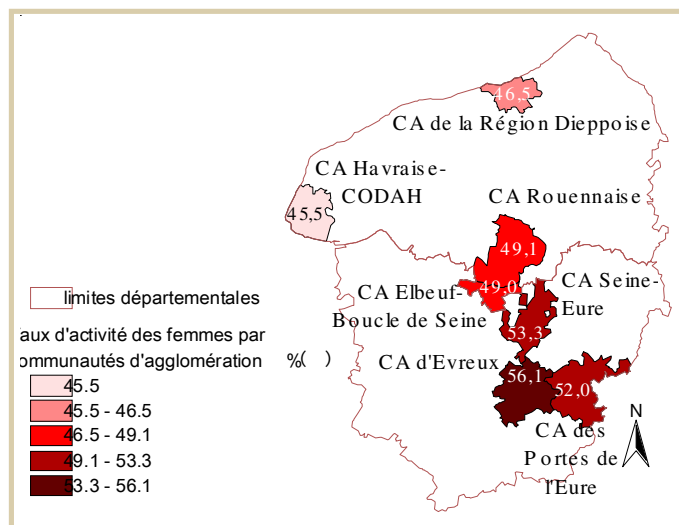 46,5
CA de la Région Dieppoise
CA Havraise-
CODAH
45,5
CA Rouennaise
49,1
49,0
CA Elbeuf-
Boucle de Seine
CA Seine-
Eure
53,3
CA d'Evreux
56,1
52,0
CA des
Portes de
l'Eure
N
limites départementales
aux d'activité des femmes par
ommunautés d'agglomération %( )
45.5
45.5 - 46.5
46.5 - 49.1
49.1 - 53.3
53.3 - 56.1